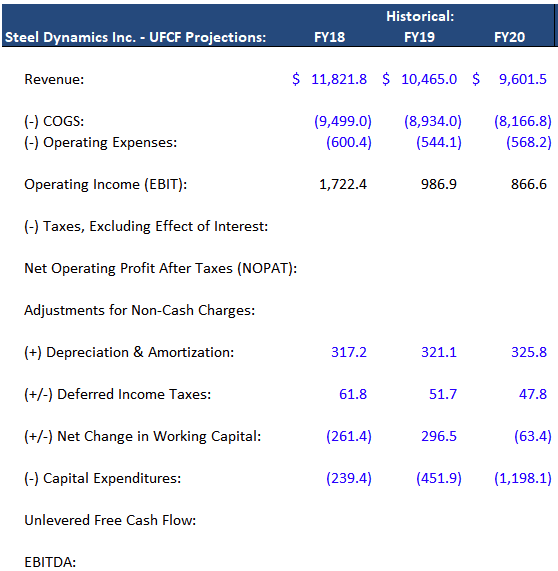 Historical:
Steel Dynamics Inc. - UFCF Projections: FY18 FY19 FY20
Revenue: $ 11,821.8 $ 10,465.0 $ 9,601.5
(-) COGS: (9,499.0) (8,934.0) (8,166.8)
(-) Operating Expenses: (600.4) (544.1) (568.2)
Operating Income (EBIT): 1,722.4 986.9 866.6
(-) Taxes, Excluding Effect of Interest:
Net Operating Profit After Taxes (NOPAT):
Adjustments for Non-Cash Charges:
(+) Depreciation & Amortization: 317.2 321.1 325.8
(+/-) Deferred Income Taxes: 61.8 51.7 47.8
(+/-) Net Change in Working Capital: (261.4) 296.5 (63.4)
(-) Capital Expenditures: (239.4) (451.9) (1,198.1)
Unlevered Free Cash Flow:
EBITDA: